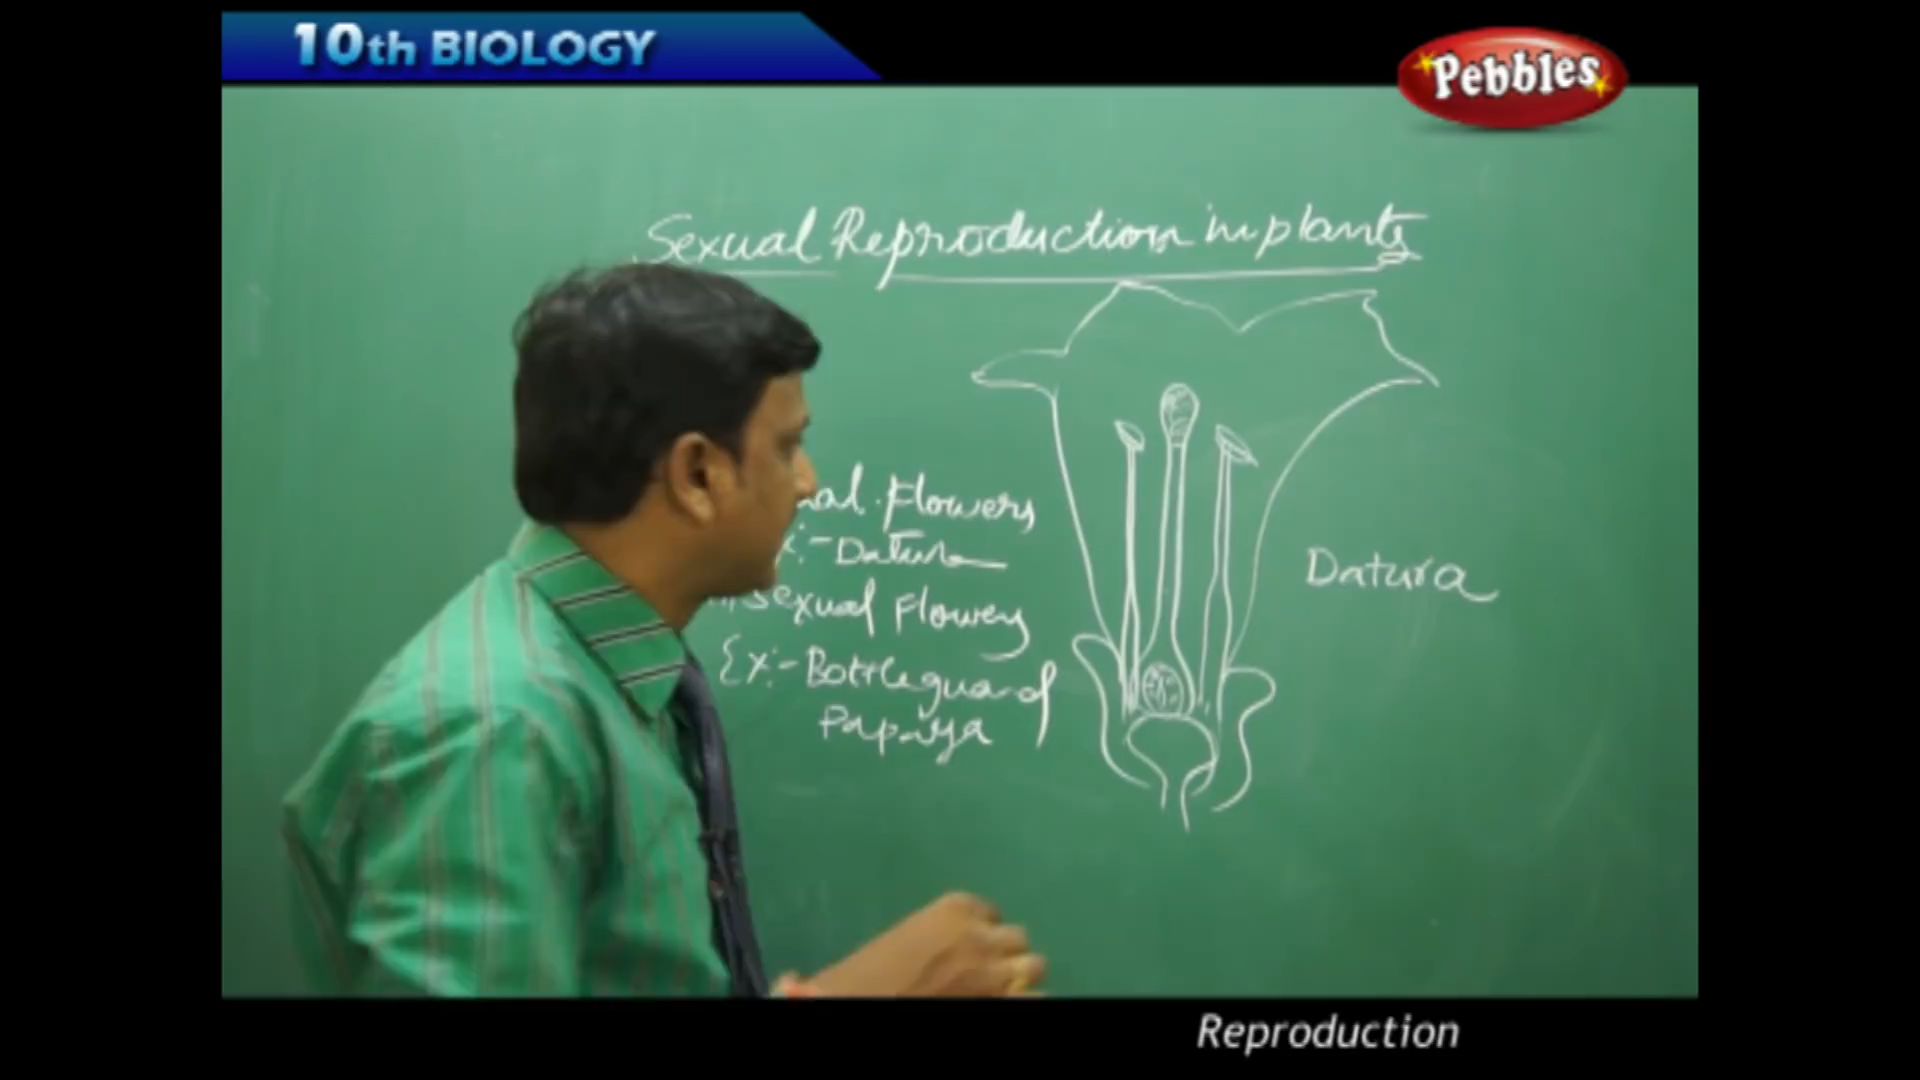 10th BIOLOGY
Pebbles
Sexual Reproduction in plants
Flowers
:- Datura
Datura
sexual Flowers
Ex:- Bottleguard
Papaya
Reproduction